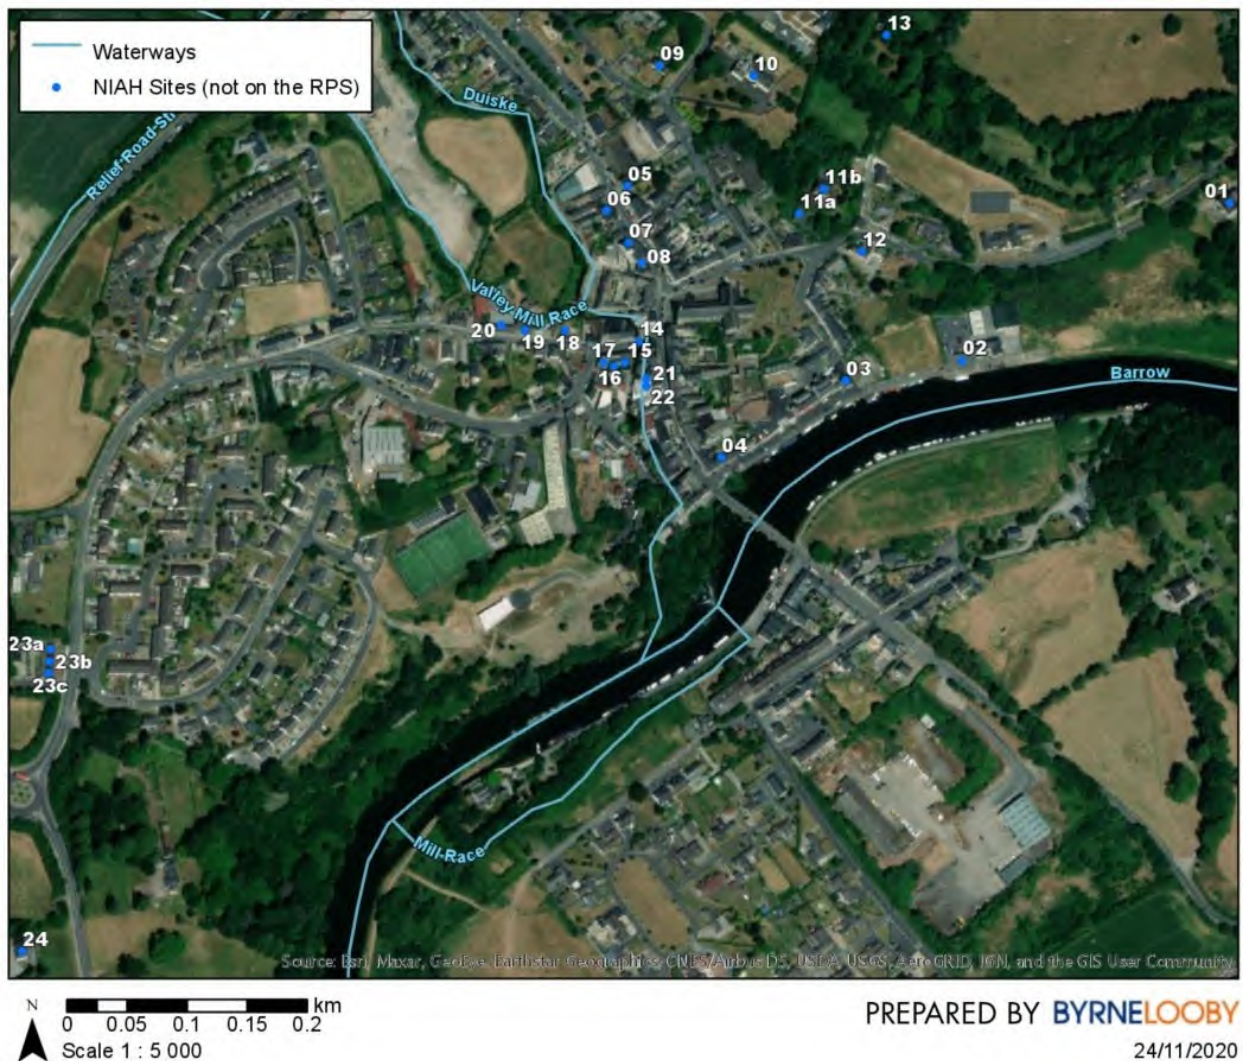 Waterways
NIAH Sites (not on the RPS)
13
09
10
Duiske
Relief-Road-Str
05
11b
01
06
11a
07
12
08
Valley Mill Race
20
19
18
14
17
15
16
02
21
03
22
Barrow
04
23a
23b
23c
Mill-Race
24
Source: Esri, Maxar, GeoEye, Earthstar Geographics, CNES/Airbus DS, USDA, USGS, AeroGRID, IGN, and the GIS User Community
N
km
0 0.05 0.1 0.15 0.2
Scale 1 : 5 000
PREPARED BY BYRNELOOBY
24/11/2020